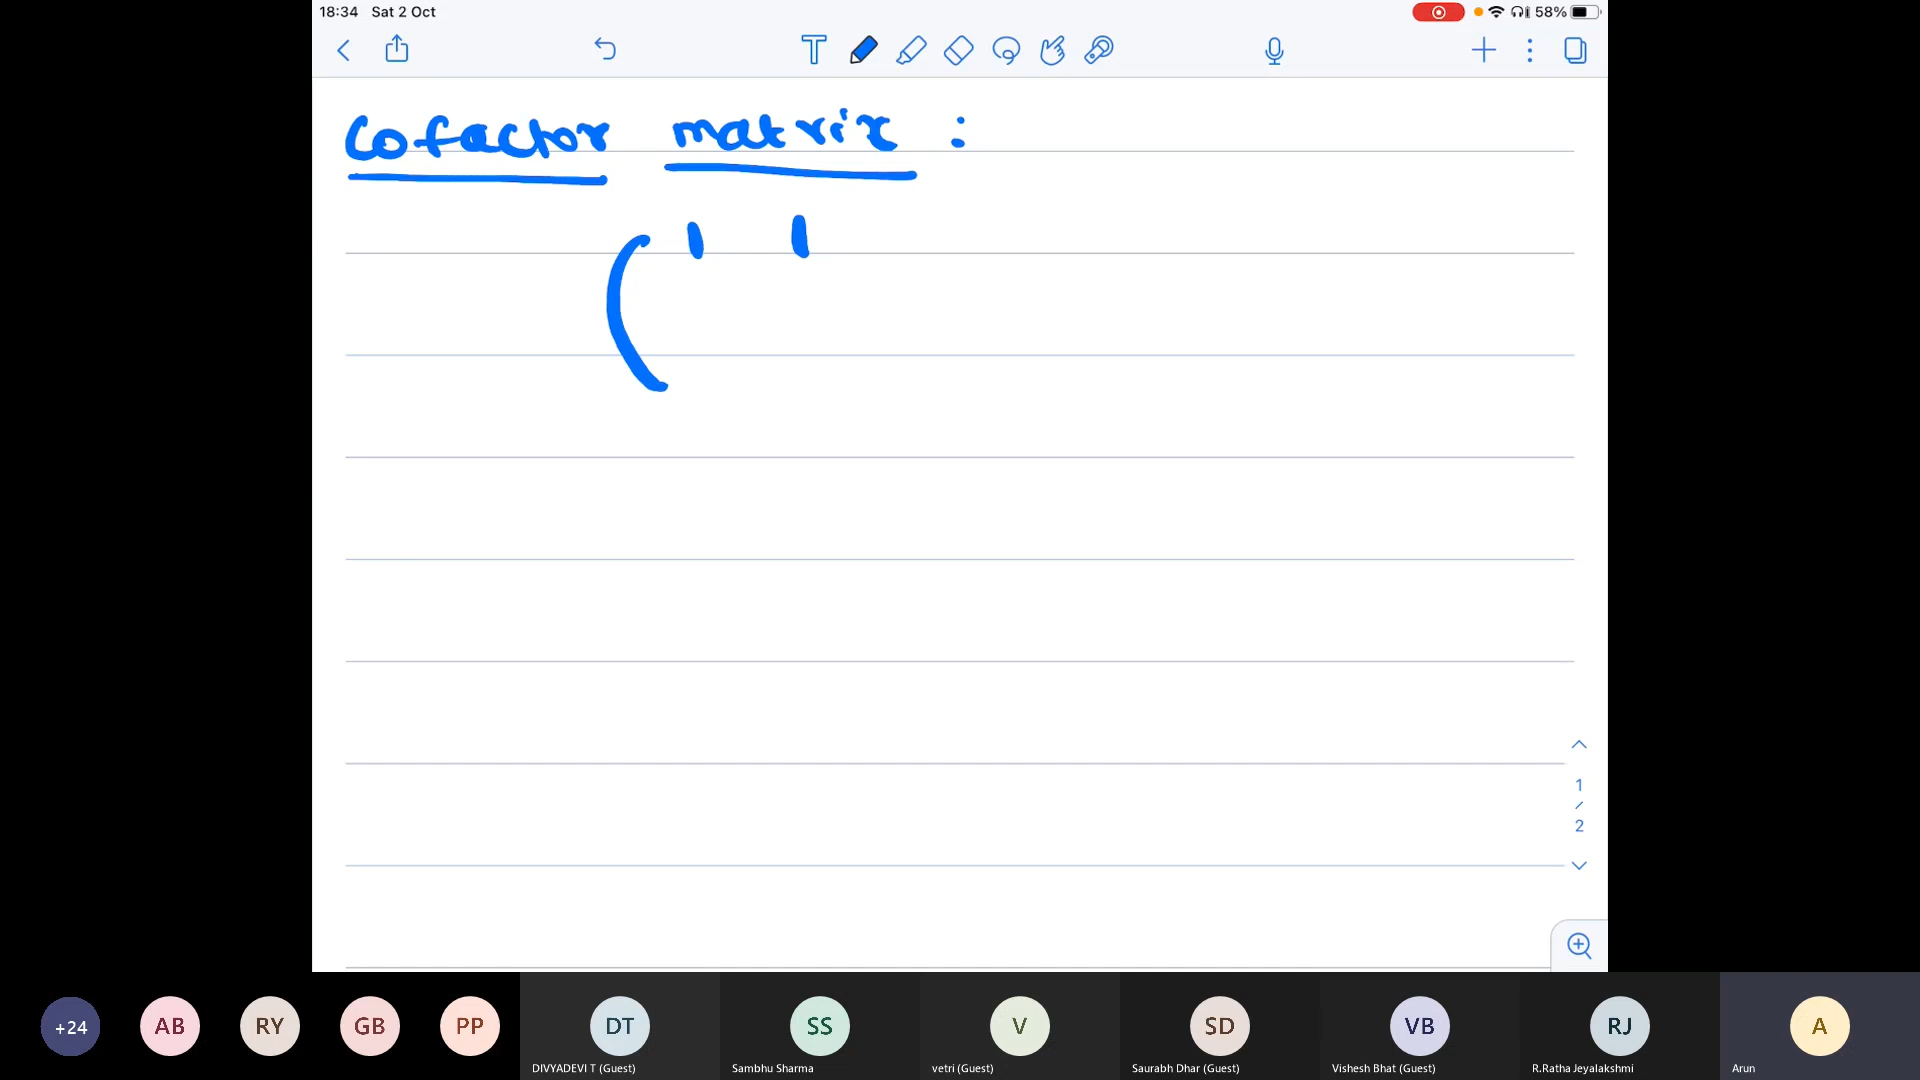 18:34 Sat 2 Oct 58%
T
Cofactor matrix :
( 1 1
1
/
2
+24 AB RY GB PP DT SS V SD VB RJ A
DIVYADEVI T (Guest) Sambhu Sharma vetri (Guest) Saurabh Dhar (Guest) Vishesh Bhat (Guest) R.Ratha Jeyalakshmi Arun